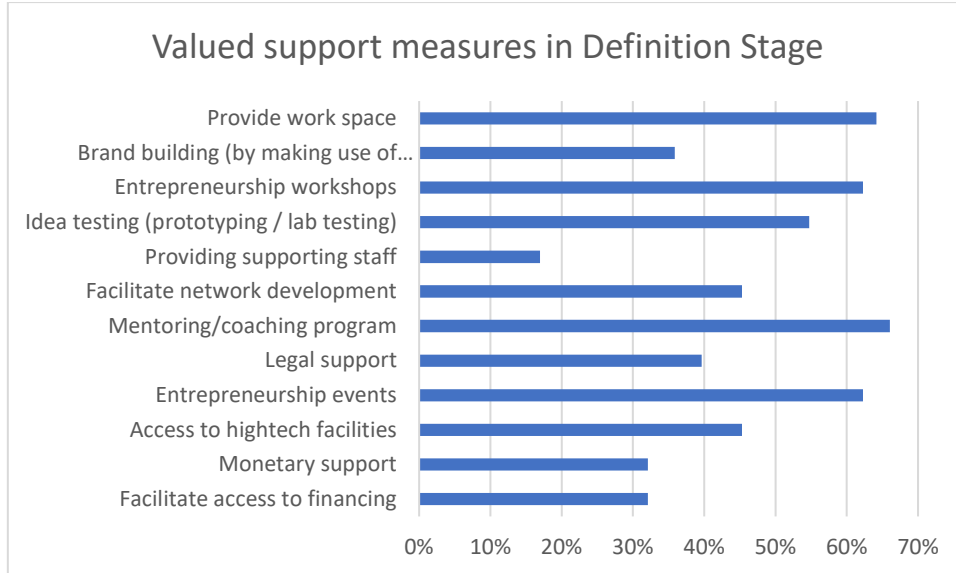 Valued support measures in Definition Stage
Provide work space
Brand building (by making use of...
Entrepreneurship workshops
Idea testing (prototyping / lab testing)
Providing supporting staff
Facilitate network development
Mentoring/coaching program
Legal support
Entrepreneurship events
Access to hightech facilities
Monetary support
Facilitate access to financing
0% 10% 20% 30% 40% 50% 60% 70%